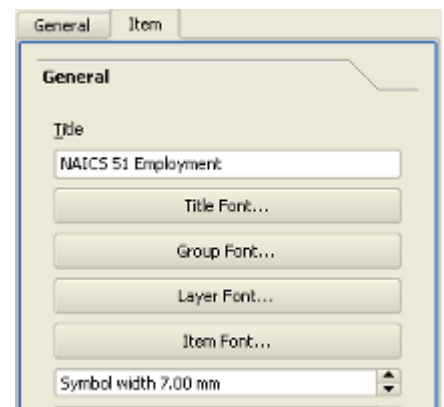 General Item
General
Title
NAICS 51 Employment
Title Font...
Group Font...
Layer Font...
Item Font...
Symbol width 7.00 mm